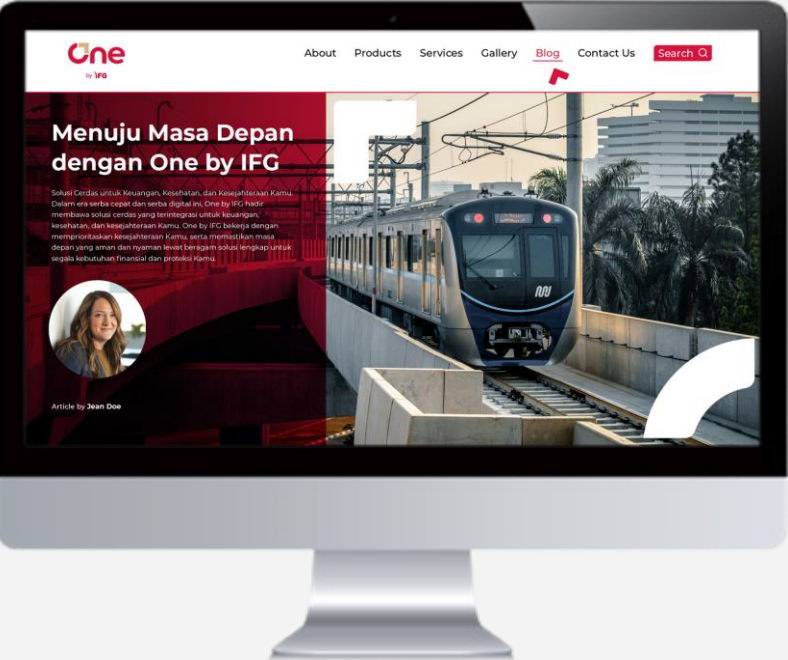 One
by IFG
About Products Services Gallery Blog Contact Us Search
Menuju Masa Depan
dengan One by IFG
Solusi Cerdas untuk Keuangan, Kesehatan, dan Kesejahteraan Kamu.
Dalam era serba cepat dan serba digital ini, One by IFG hadir
membawa solusi cerdas yang terintegrasi untuk keuangan,
kesehatan, dan kesejahteraan Kamu. One by IFG bekerja dengan
memprioritaskan kesejahteraan Kamu, serta memastikan masa
depan yang aman dan nyaman lewat beragam solusi lengkap untuk
segala kebutuhan finansial dan proteksi Kamu.
Article by Jean Doe